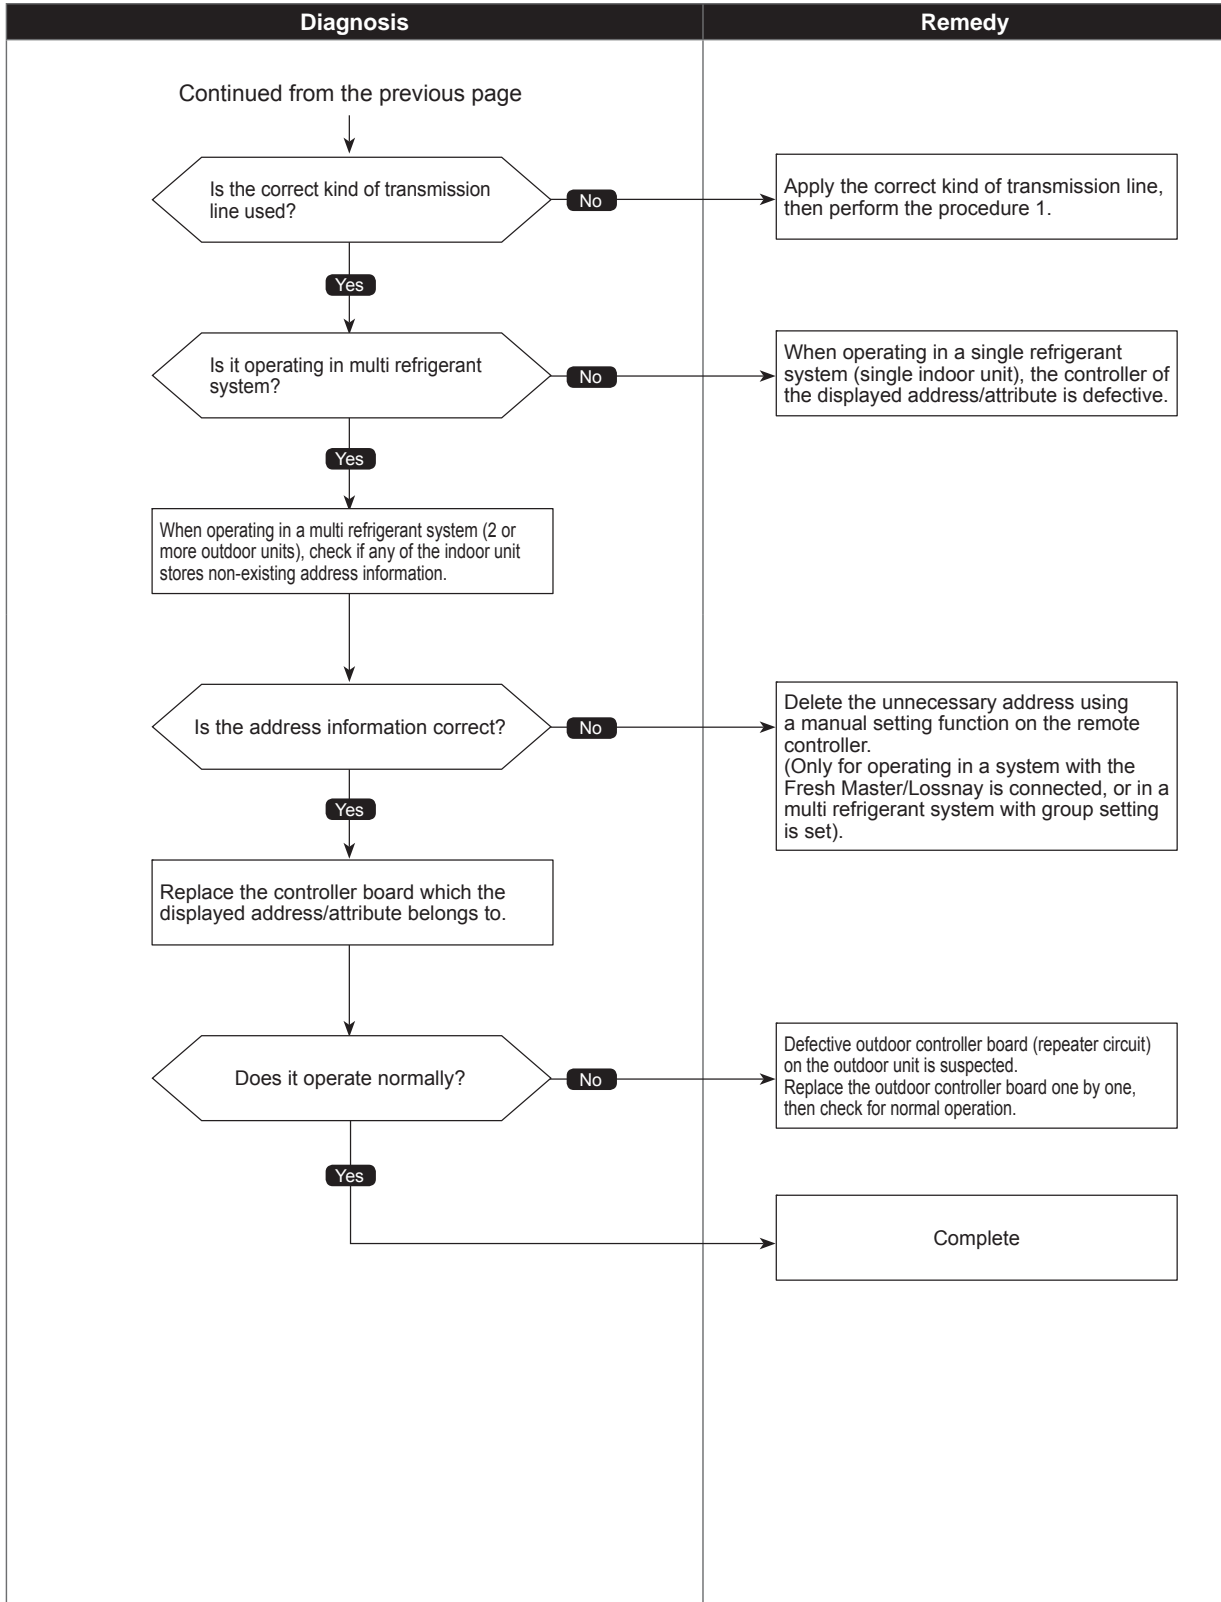 Diagnosis
Remedy
Continued from the previous page
Is the correct kind of transmission
line used?
No
Apply the correct kind of transmission line,
then perform the procedure 1.
Yes
Is it operating in multi refrigerant
system?
No
When operating in a single refrigerant
system (single indoor unit), the controller of
the displayed address/attribute is defective.
Yes
When operating in a multi refrigerant system (2 or
more outdoor units), check if any of the indoor unit
stores non-existing address information.
Is the address information correct?
No
Delete the unnecessary address using
a manual setting function on the remote
controller.
(Only for operating in a system with the
Fresh Master/Lossnay is connected, or in a
multi refrigerant system with group setting
is set).
Yes
Replace the controller board which the
displayed address/attribute belongs to.
Does it operate normally?
No
Defective outdoor controller board (repeater circuit)
on the outdoor unit is suspected.
Replace the outdoor controller board one by one,
then check for normal operation.
Yes
Complete